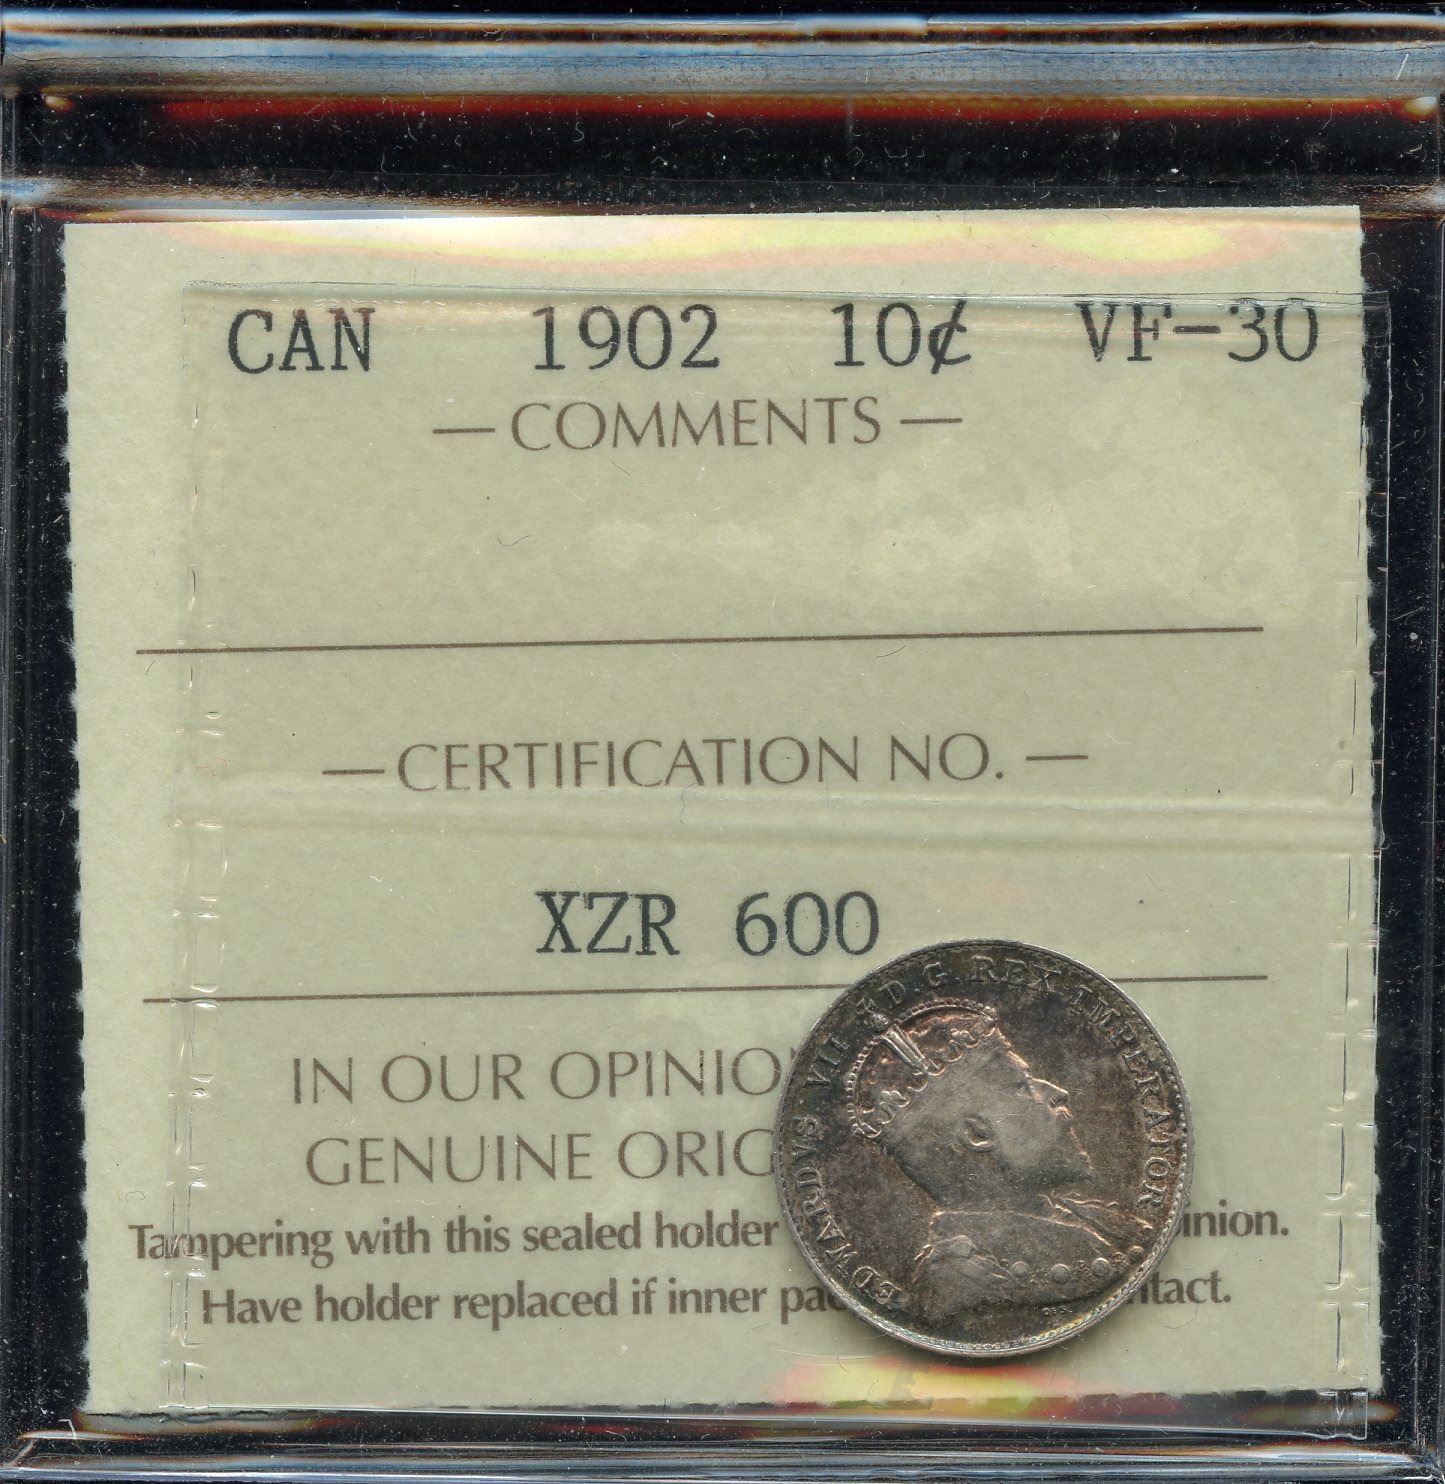 CAN 1902 10¢ VF-30
— COMMENTS —
— CERTIFICATION NO. —
XZR 600
EDWARDVS VII D.G. REX IMPERATOR
IN OUR OPINIO
GENUINE ORIG
Tampering with this sealed holder inion.
Have holder replaced if inner pac ntact.